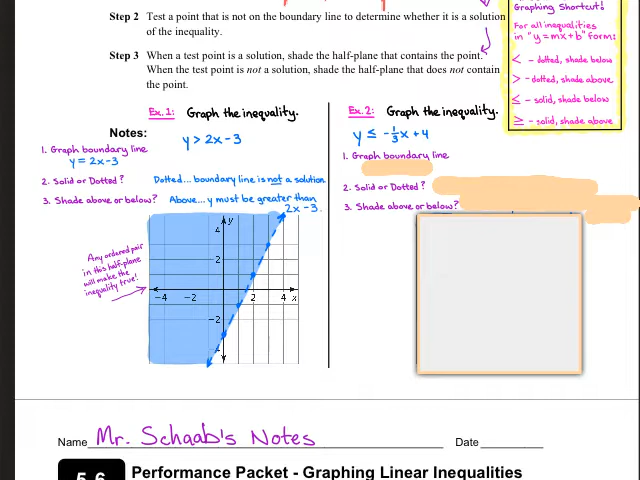 Graphing Shortcut!
For all inequalities
in "y = mx + b" form:
< - dotted, shade below
> - dotted, shade above
≤ - solid, shade below
≥ - solid, shade above
Step 2 Test a point that is not on the boundary line to determine whether it is a solution
of the inequality.
Step 3 When a test point is a solution, shade the half-plane that contains the point.
When the test point is not a solution, shade the half-plane that does not contain
the point.
Ex. 1: Graph the inequality.
Notes:
y > 2x - 3
1. Graph boundary line
y = 2x - 3
2. Solid or Dotted? Dotted... boundary line is not a solution
3. Shade above or below? Above... y must be greater than
2x - 3.
Any ordered pair
in this half-plane
will make the
inequality true!
y
4
2
-4 -2 2 4 x
-2
Ex. 2: Graph the inequality.
y ≤ -1/3x + 4
1. Graph boundary line
2. Solid or Dotted?
3. Shade above or below?
Name Mr. Schaab's Notes Date
5.6 Performance Packet - Graphing Linear Inequalities